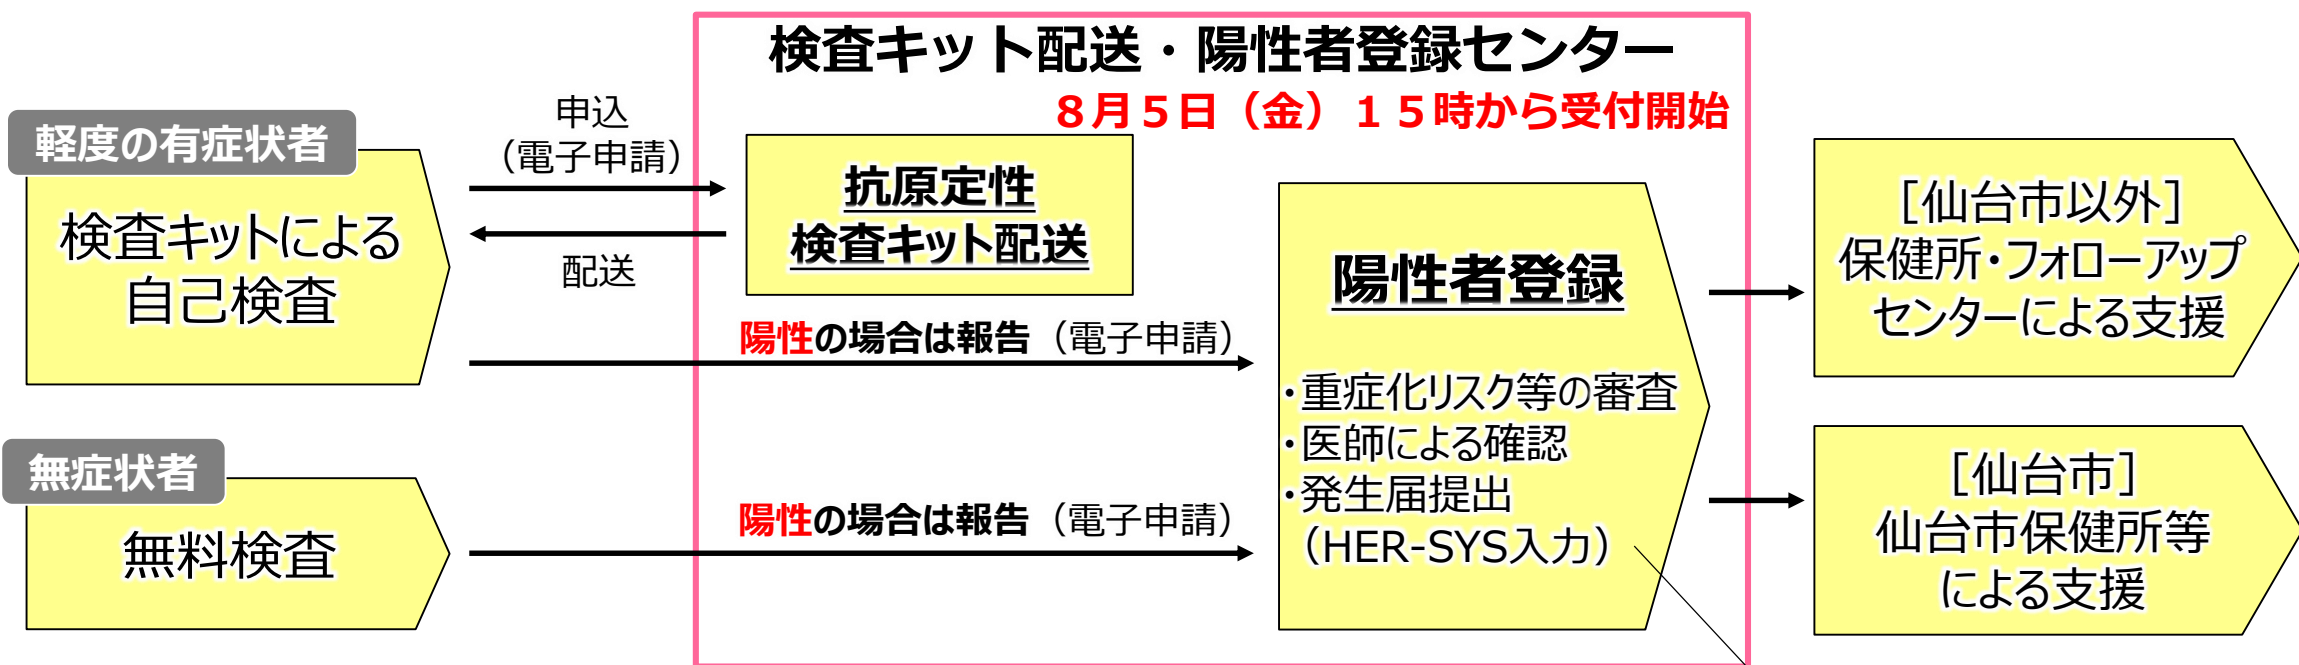 検査キット配送・陽性者登録センター
８月５日（金）１５時から受付開始
軽度の有症状者
検査キットによる
自己検査
申込
（電子申請）
配送
抗原定性
検査キット配送
陽性の場合は報告（電子申請）
無症状者
無料検査
陽性の場合は報告（電子申請）
陽性者登録
・重症化リスク等の審査
・医師による確認
・発生届提出
（HER-SYS入力）
［仙台市以外］
保健所・フォローアップ
センターによる支援
［仙台市］
仙台市保健所等
による支援